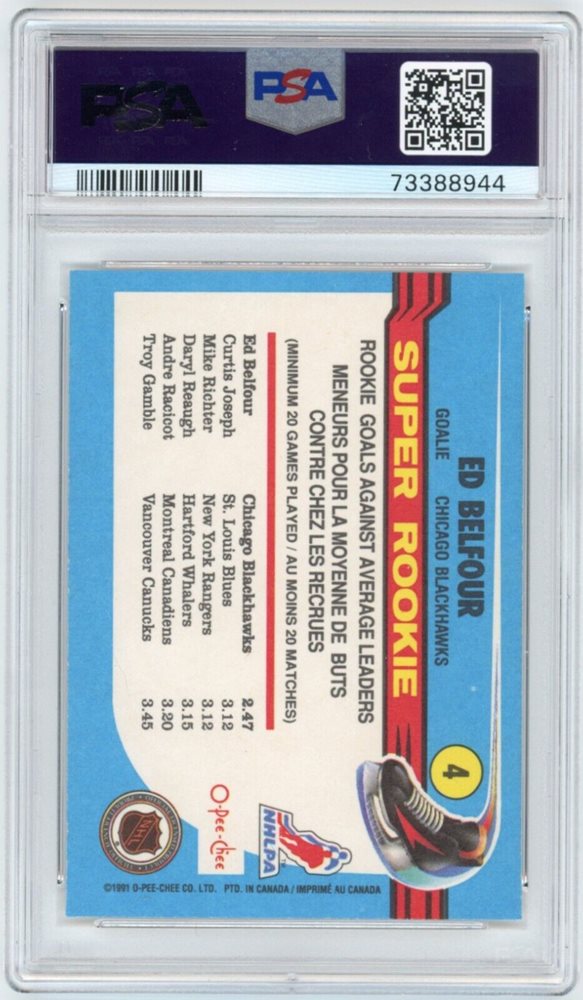 PSA
PSA
73388944
4
ED BELFOUR
GOALIE CHICAGO BLACKHAWKS
SUPER ROOKIE
ROOKIE GOALS AGAINST AVERAGE LEADERS
MENEURS POUR LA MOYENNE DE BUTS
CONTRE CHEZ LES RECRUES
(MINIMUM 20 GAMES PLAYED / AU MOINS 20 MATCHES)
Ed Belfour Chicago Blackhawks 2.47
Curtis Joseph St. Louis Blues 3.12
Mike Richter New York Rangers 3.12
Daryl Reaugh Hartford Whalers 3.15
Andre Racicot Montreal Canadiens 3.20
Troy Gamble Vancouver Canucks 3.45
NHLPA
TM
O-Pee-Chee
NHL
©1991 O-PEE-CHEE CO. LTD. PTD. IN CANADA / IMPRIMÉ AU CANADA